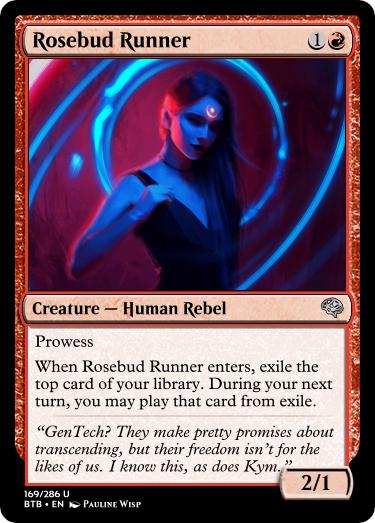 Rosebud Runner 1
Creature — Human Rebel
Prowess
When Rosebud Runner enters, exile the
top card of your library. During your next
turn, you may play that card from exile.
“GenTech? They make pretty promises about
transcending, but their freedom isn’t for the
likes of us. I know this, as does Kym.”
2/1
169/286 U
BTB • EN Pauline Wisp